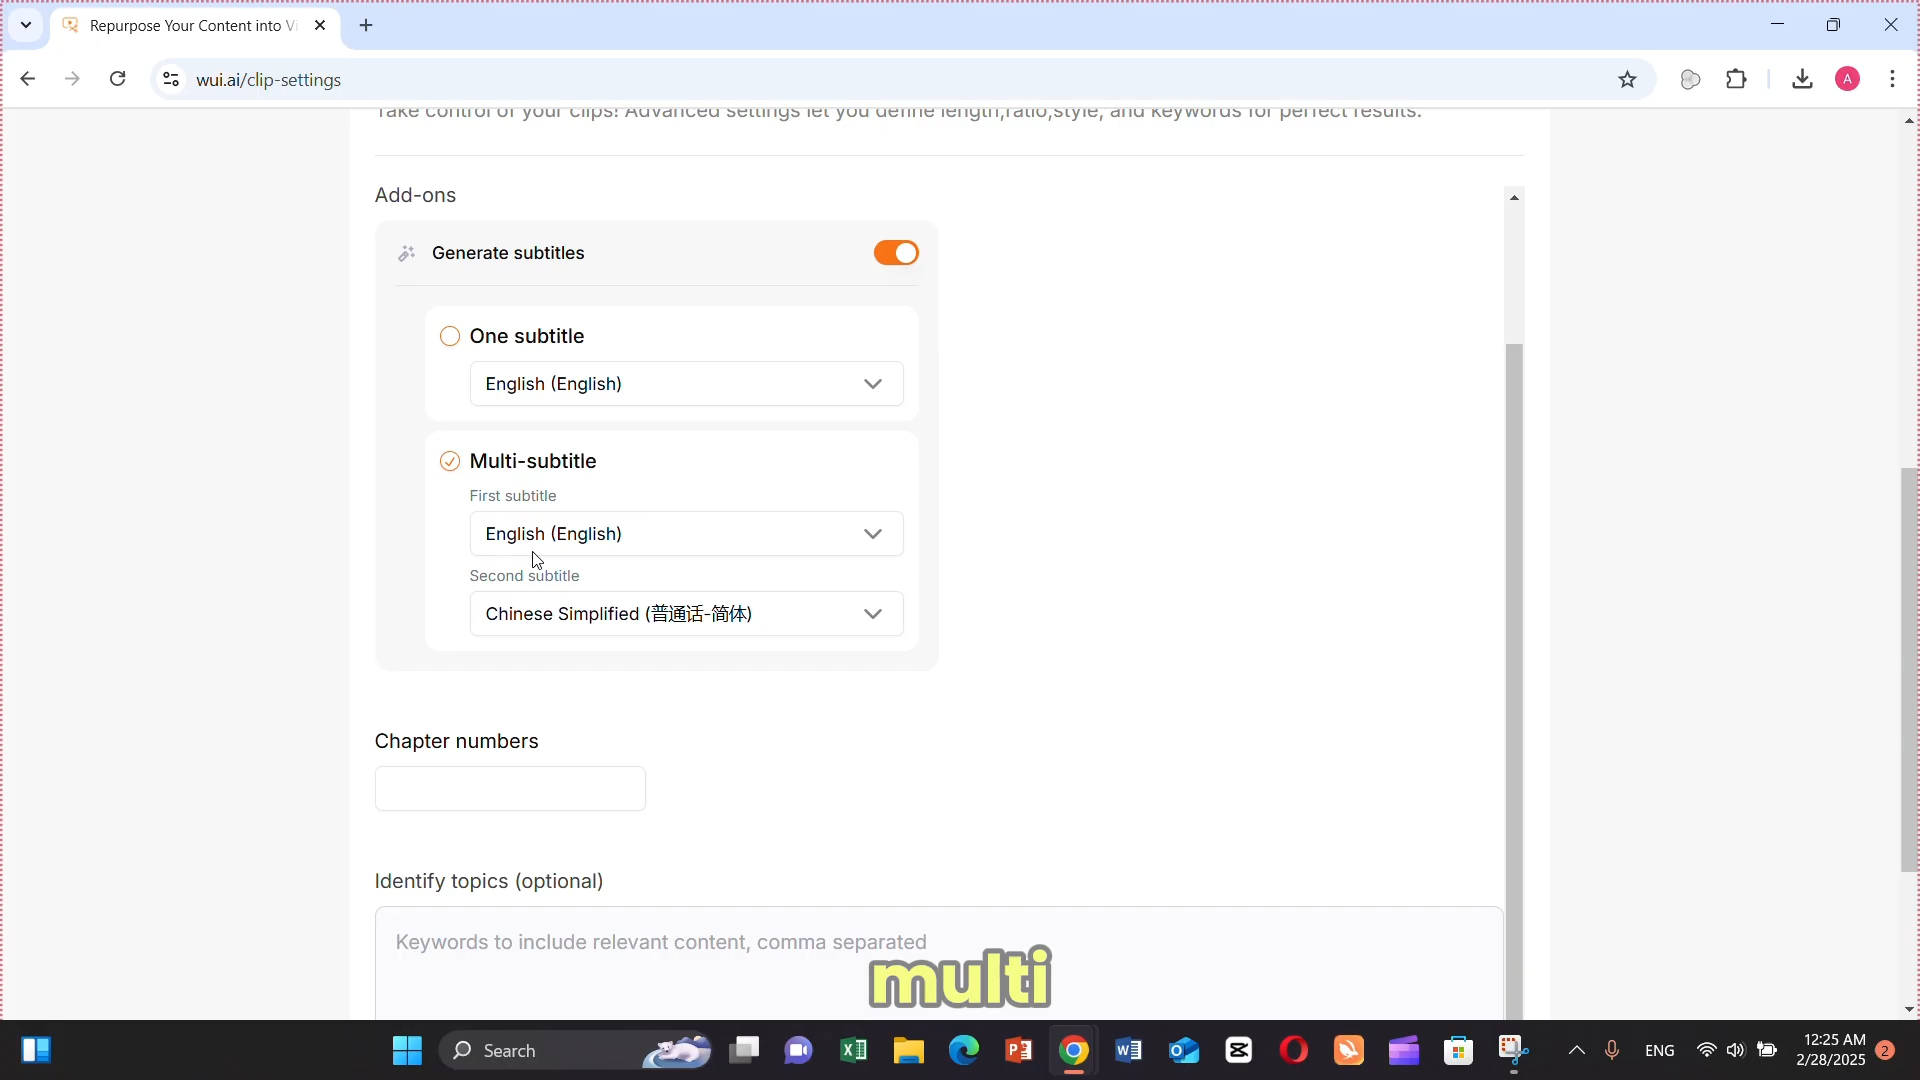 Repurpose Your Content into Vi
wui.ai/clip-settings
A
Take control of your clips! Advanced settings let you define length,ratio,style, and keywords for perfect results.
Add-ons
Generate subtitles
One subtitle
English (English)
Multi-subtitle
First subtitle
English (English)
Second subtitle
Chinese Simplified (普通话-简体)
Chapter numbers
Identify topics (optional)
Keywords to include relevant content, comma separated
multi
Search
ENG
12:25 AM
2/28/2025
2